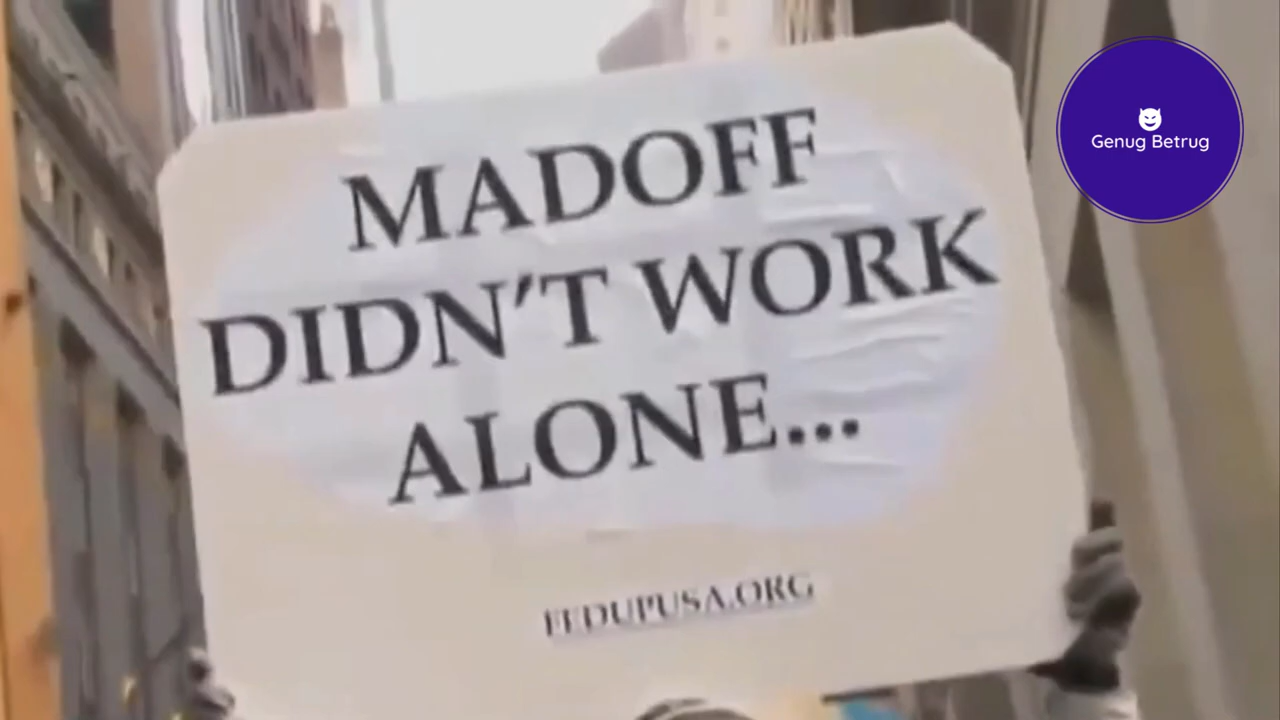 MADOFF
DIDN'T WORK
ALONE...
FEDUPUSA.ORG
Genug Betrug